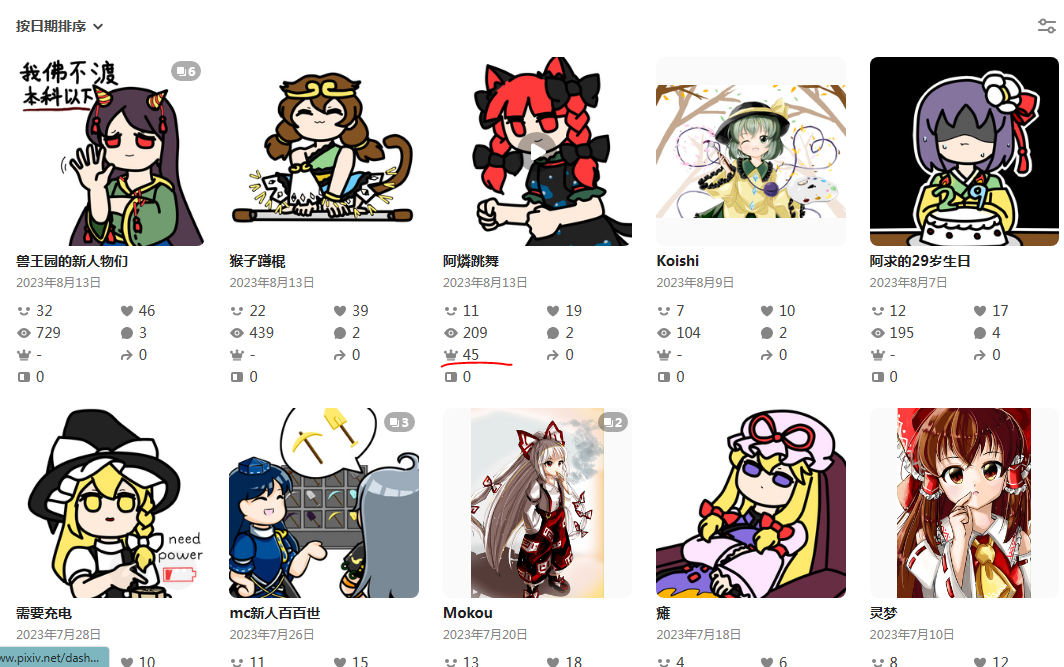 按日期排序
我佛不渡
本科以下
6
兽王园的新人物们
2023年8月13日
32 46
729 3
- 0
0
猴子蹲棍
2023年8月13日
22 39
439 2
- 0
0
阿燐跳舞
2023年8月13日
11 19
209 2
45 0
0
Koishi
2023年8月9日
7 10
104 2
- 0
0
29
阿求的29岁生日
2023年8月7日
12 17
195 4
- 0
0
need
power
需要充电
2023年7月28日
10
3
mc新人百百世
2023年7月26日
11 15
2
Mokou
2023年7月20日
13 18
瘫
2023年7月18日
4 6
灵梦
2023年7月10日
8 12
ww.pixiv.net/dash...